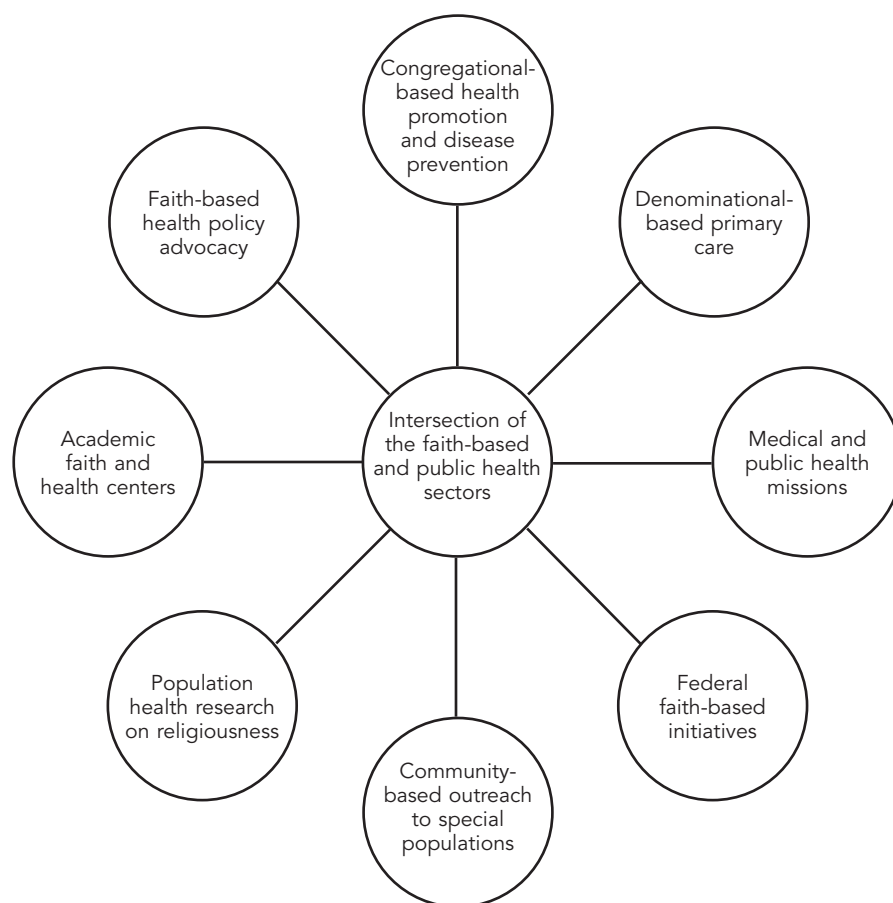 Congregational-
based health
promotion
and disease
prevention
Faith-based
health policy
advocacy
Denominational-
based primary
care
Academic
faith and
health centers
Intersection of
the faith-based
and public health
sectors
Medical and
public health
missions
Population
health research
on religiousness
Federal
faith-based
initiatives
Community-
based outreach
to special
populations